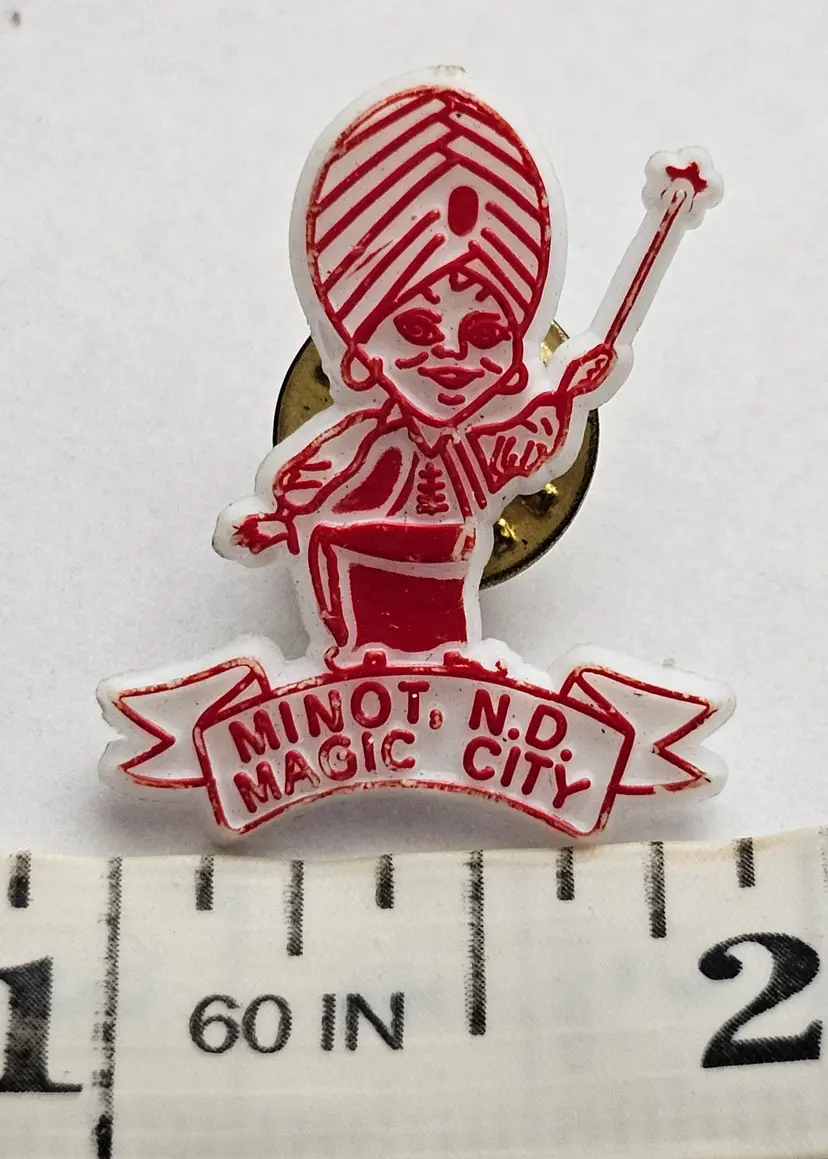 MINOT, N.D.
MAGIC CITY
1 60 IN 2